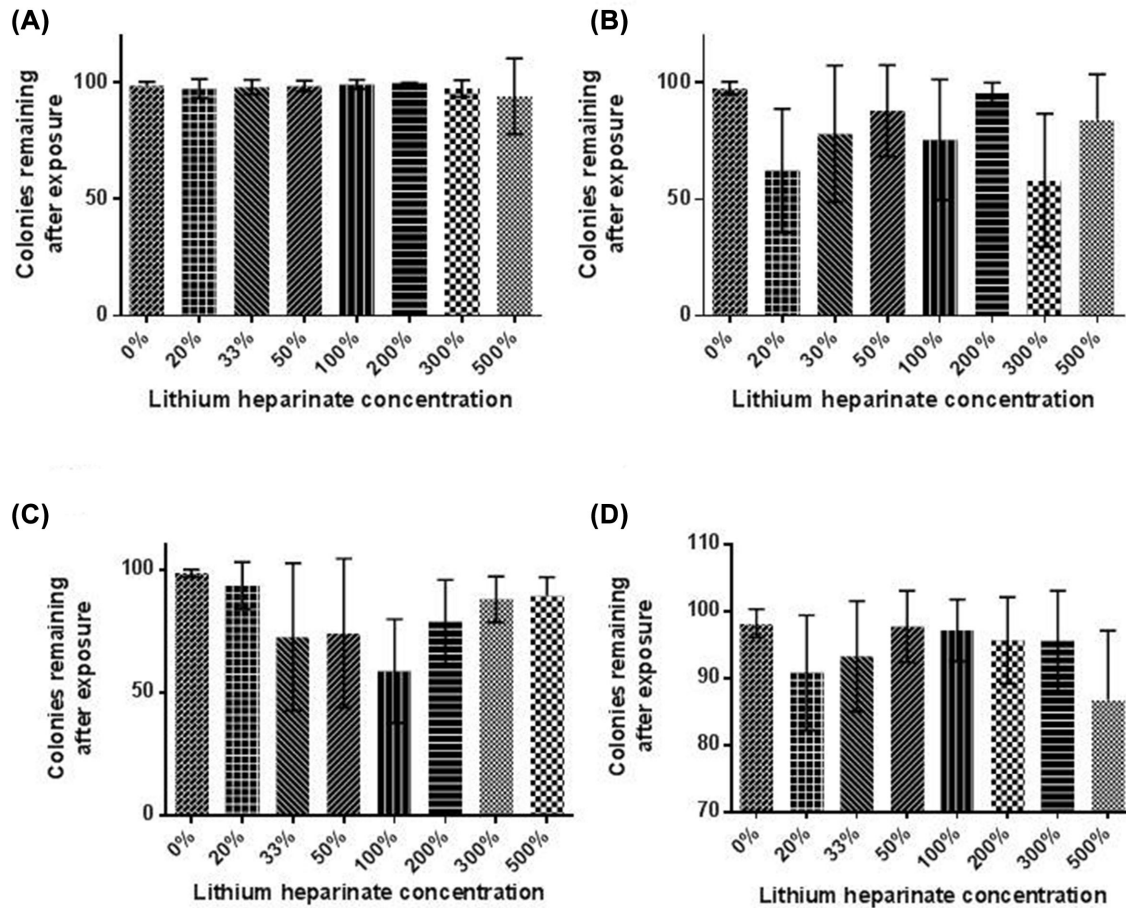 (A)
Colonies remaining
after exposure
100
50
0
0%
20%
33%
50%
100%
200%
300%
500%
Lithium heparinate concentration
(B)
Colonies remaining
after exposure
100
50
0
0%
20%
30%
50%
100%
200%
300%
500%
Lithium heparinate concentration
(C)
Colonies remaining
after exposure
100
50
0
0%
20%
33%
50%
100%
200%
300%
500%
Lithium heparinate concentration
(D)
Colonies remaining
after exposure
110
100
90
80
70
0%
20%
33%
50%
100%
200%
300%
500%
Lithium heparinate concentration